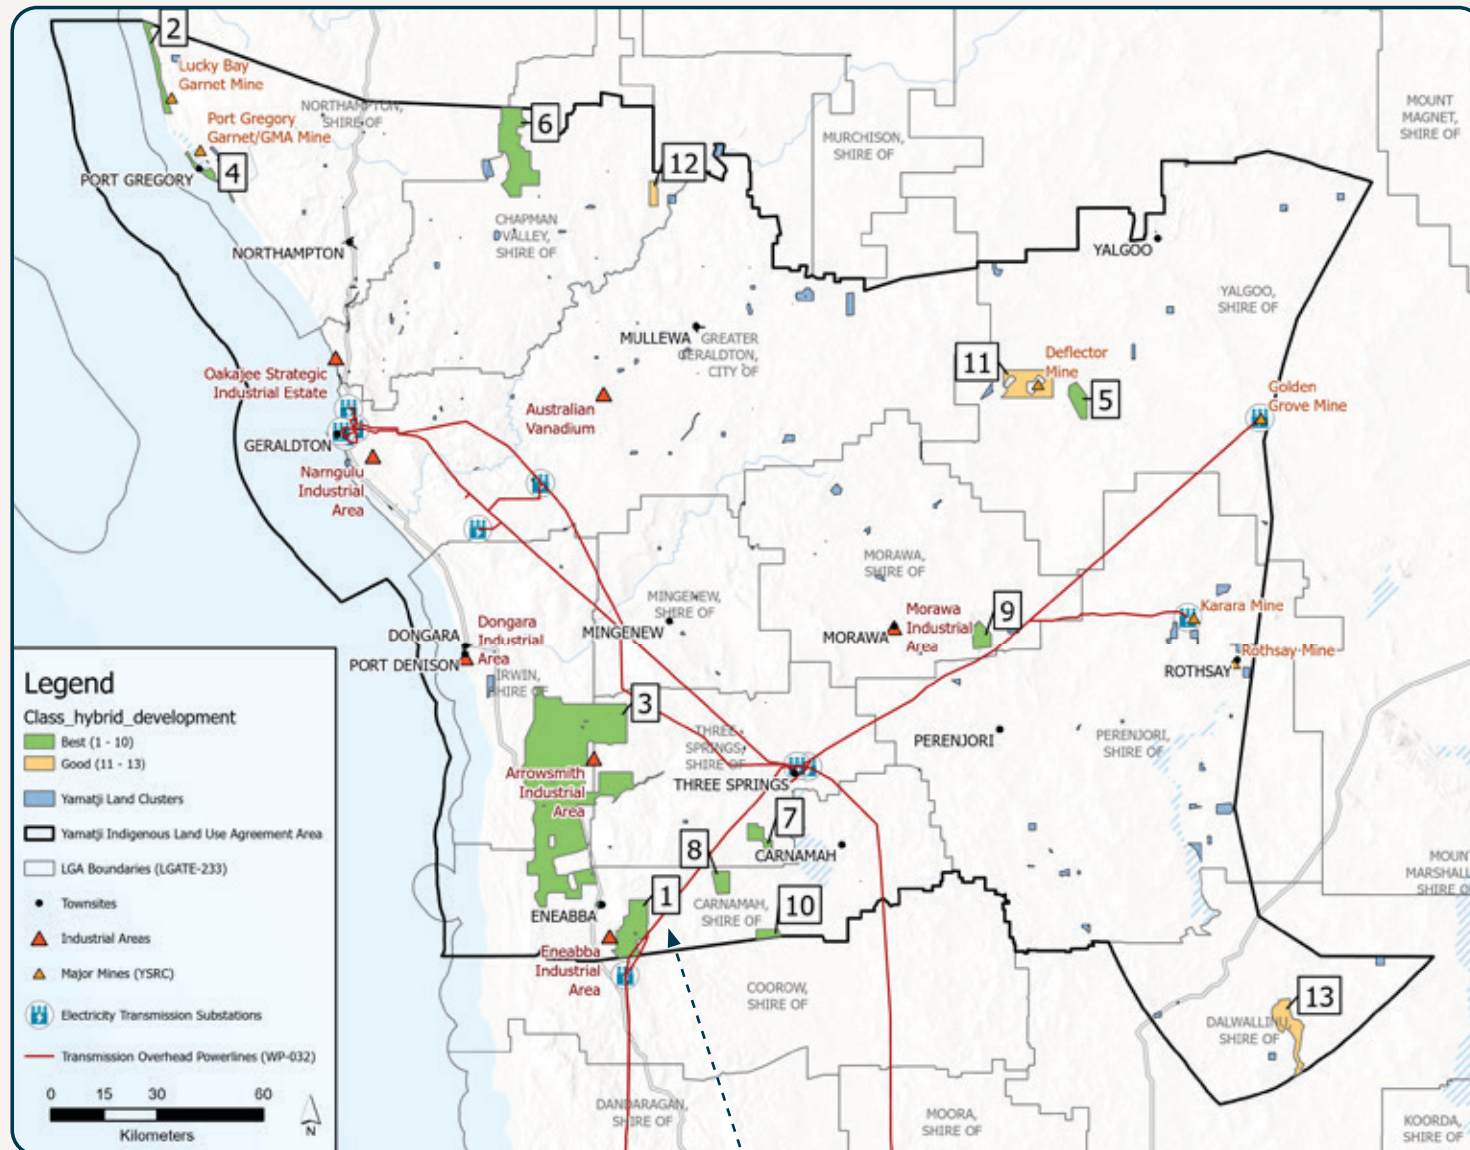 2
Lucky Bay
Garnet Mine
NORTHAMPTON,
SHIRE OF
Port Gregory
Garnet/GMA Mine
6
4
PORT GREGORY
12
MURCHISON,
SHIRE OF
MOUNT
MAGNET,
SHIRE OF
CHAPMAN
VALLEY,
SHIRE OF
NORTHAMPTON
YALGOO
YALGOO,
SHIRE OF
MULLEWA
GREATER
GERALDTON,
CITY OF
Oakajee Strategic
Industrial Estate
11
Deflector
Mine
5
Golden
Grove Mine
Australian
Vanadium
GERALDTON
Narngulu
Industrial
Area
MORAWA,
SHIRE OF
MINGENEW,
SHIRE OF
MINGENEW
Dongara
Industrial
Area
DONGARA
PORT DENISON
IRWIN,
SHIRE OF
MORAWA
Morawa
Industrial
Area
9
Karara Mine
Rothsay Mine
ROTHSAY
3
THREE
SPRINGS,
SHIRE OF
THREE SPRINGS
PERENJORI
PERENJORI,
SHIRE OF
Arrowsmith
Industrial
Area
7
8
CARNAMAH
CARNAMAH,
SHIRE OF
10
1
ENEABBA
Eneabba
Industrial
Area
MOUNT
MARSHALL,
SHIRE OF
COOROW,
SHIRE OF
13
DALWALLINU,
SHIRE OF
DANDARAGAN,
SHIRE OF
MOORA,
SHIRE OF
KOORDA,
SHIRE OF
Legend
Class_hybrid_development
Best (1 - 10)
Good (11 - 13)
Yamatji Land Clusters
Yamatji Indigenous Land Use Agreement Area
LGA Boundaries (LGATE-233)
Townsites
Industrial Areas
Major Mines (YSRC)
Electricity Transmission Substations
Transmission Overhead Powerlines (WP-032)
0 15 30 60
Kilometers
N